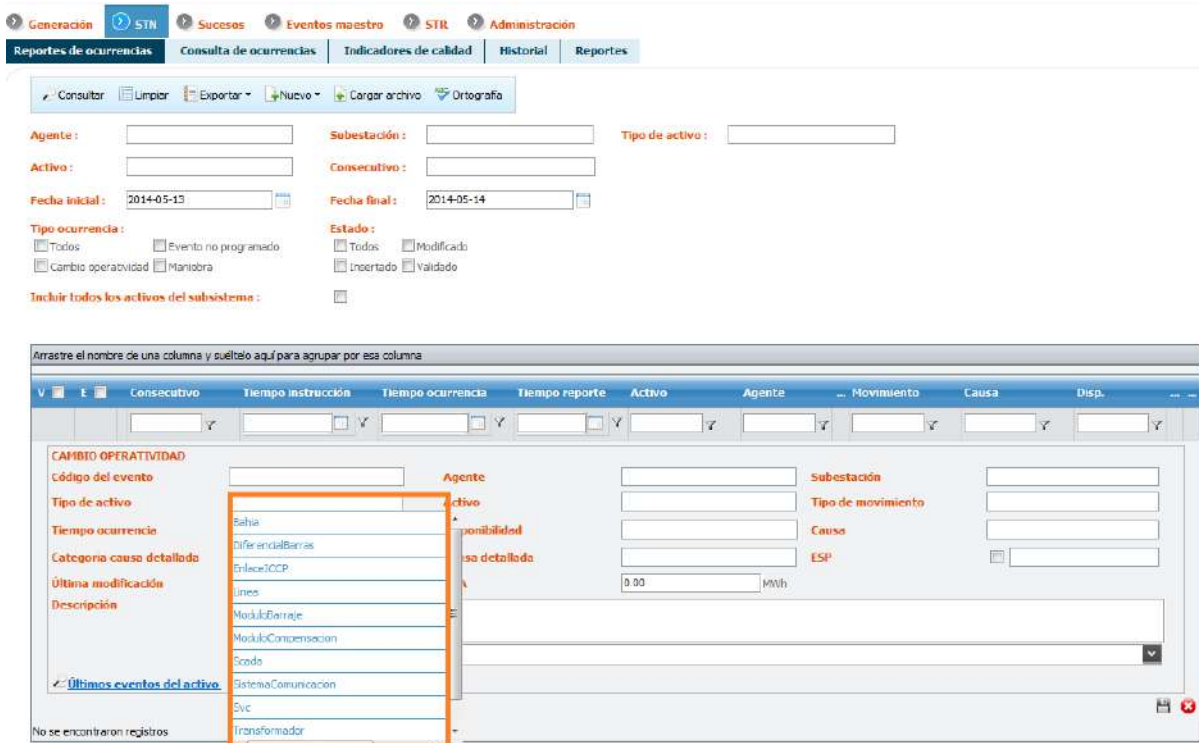 Generación STN Sucesos Eventos maestro STR Administración
Reportes de ocurrencias Consulta de ocurrencias Indicadores de calidad Historial Reportes
Consultar Limpiar Exportar Nuevo Cargar archivo Ortografía
Agente : Subestación : Tipo de activo :
Activo : Consecutivo :
Fecha inicial : 2014-05-13 Fecha final : 2014-05-14
Tipo ocurrencia : Estado :
Todos Evento no programado Todos Modificado
Cambio operatividad Maniobra Insertado Validado
Incluir todos los activos del subsistema :
Arrastre el nombre de una columna y suéltelo aquí para agrupar por esa columna
V E Consecutivo Tiempo instrucción Tiempo ocurrencia Tiempo reporte Activo Agente ... Movimiento Causa Disp. ... ...
CAMBIO OPERATIVIDAD
Código del evento Agente Subestación
Tipo de activo Activo Tipo de movimiento
Bahia
Tiempo ocurrencia ponibilidad Causa
DiferencialBarras
Categoría causa detallada sa detallada ESP
EnlaceICCP
Última modificación 0.00 MWh
Linea
Descripción
ModuloBarraje
ModuloCompensacion
Scada
Últimos eventos del activo SistemaComunicacion
Svc
No se encontraron registros Transformador